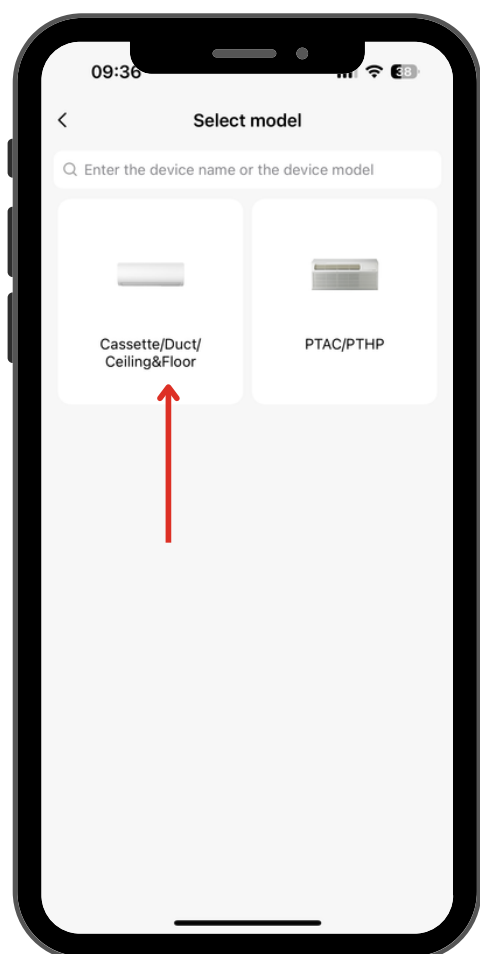 09:36
38
Select model
Enter the device name or the device model
Cassette/Duct/
Ceiling&Floor
PTAC/PTHP